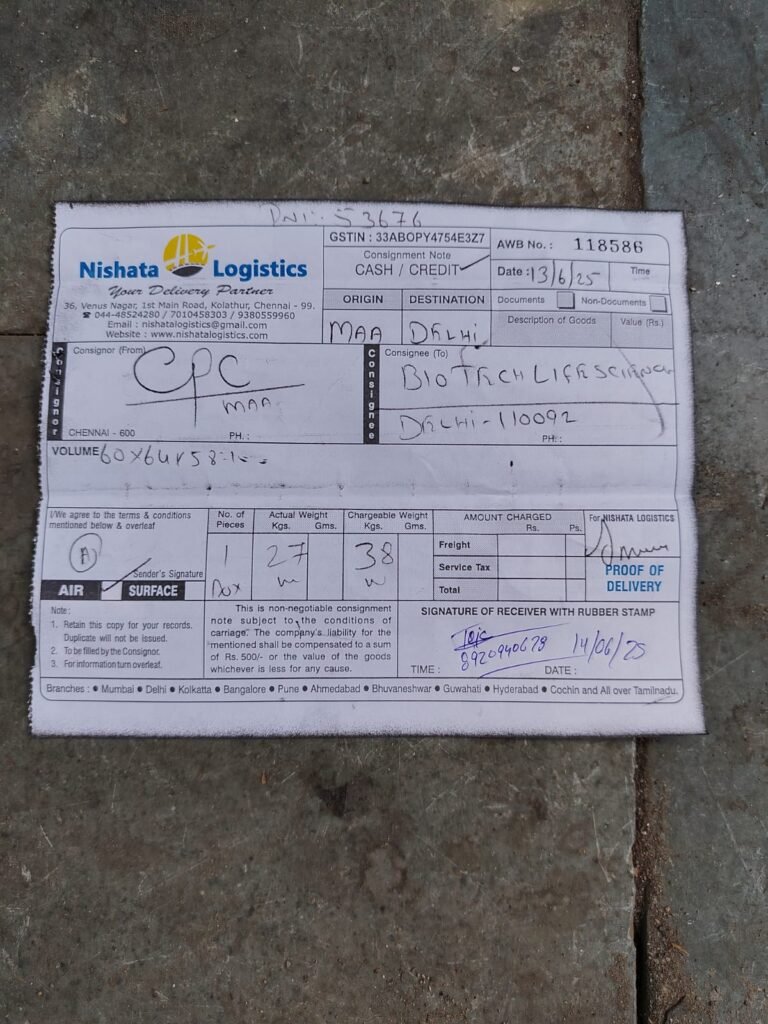 53676
Nishata Logistics
Your Delivery Partner
36, Venus Nagar, 1st Main Road, Kolathur, Chennai - 99.
☎ 044-48524280 / 7010458303 / 9380559960
Email : nishatalogistics@gmail.com
Website : www.nishatalogistics.com
GSTIN : 33ABOPY4754E3Z7
Consignment Note
CASH / CREDIT ✓
AWB No. : 118586
Date : 13/6/25 Time
ORIGIN DESTINATION
MAA DELHI
Documents Non-Documents
Description of Goods Value (Rs.)
Consignor
Consignor (From)
CPC
MAA
CHENNAI - 600 PH. :
Consignee
Consignee (To)
BIOTECH LIFESCIENCE
DELHI - 110092
PH. :
VOLUME 60x64x58
I/We agree to the terms & conditions
mentioned below & overleaf
A
Sender's Signature
AIR ✓ SURFACE
No. of Pieces
1
Actual Weight
Kgs. Gms.
27
Chargeable Weight
Kgs. Gms.
38
AMOUNT CHARGED
Rs. Ps.
Freight
Service Tax
Total
For NISHATA LOGISTICS
PROOF OF
DELIVERY
Note :
1. Retain this copy for your records.
Duplicate will not be issued.
2. To be filled by the Consignor.
3. For information turn overleaf.
This is non-negotiable consignment
note subject to the conditions of
carriage. The company's liability for the
mentioned shall be compensated to a sum
of Rs. 500/- or the value of the goods
whichever is less for any cause.
SIGNATURE OF RECEIVER WITH RUBBER STAMP
8920940678 14/06/25
TIME : DATE :
Branches : ● Mumbai ● Delhi ● Kolkatta ● Bangalore ● Pune ● Ahmedabad ● Bhuvaneshwar ● Guwahati ● Hyderabad ● Cochin and All over Tamilnadu.